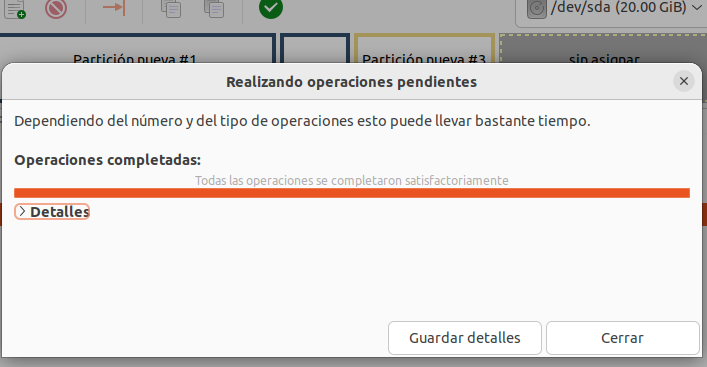 /dev/sda (20.00 GiB)
Partición nueva #1
Partición nueva #3
sin asignar
Realizando operaciones pendientes
Dependiendo del número y del tipo de operaciones esto puede llevar bastante tiempo.
Operaciones completadas:
Todas las operaciones se completaron satisfactoriamente
Detalles
Guardar detalles
Cerrar